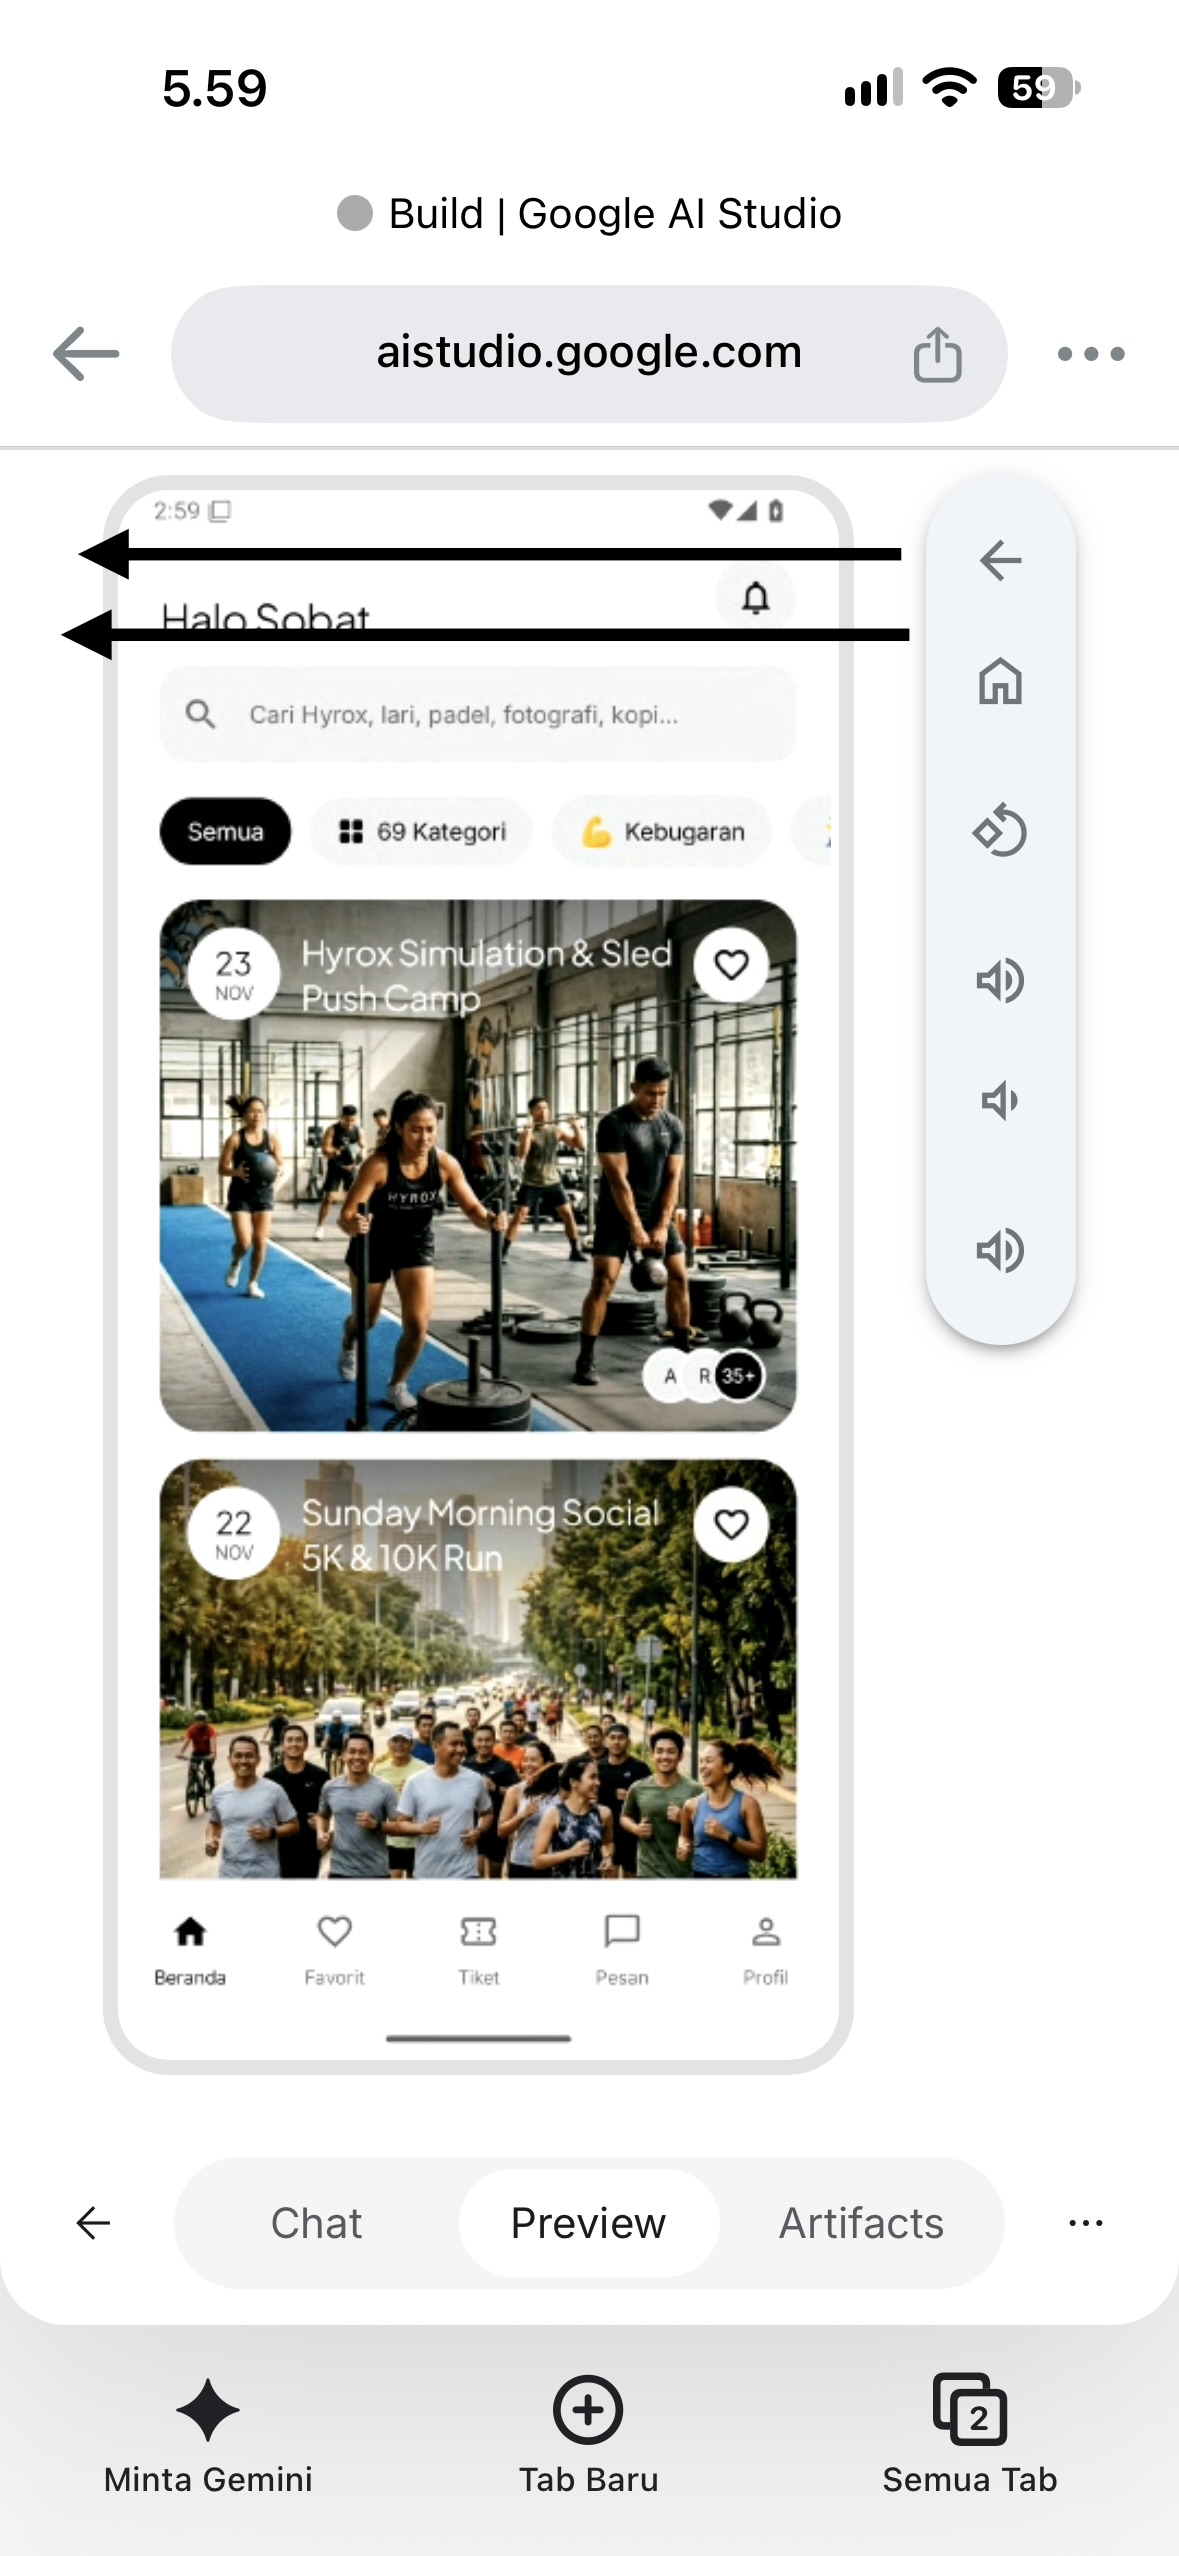 5.59
59
Build | Google AI Studio
aistudio.google.com
2:59
Halo Sobat
Cari Hyrox, lari, padel, fotografi, kopi...
Semua
69 Kategori
Kebugaran
23
NOV
Hyrox Simulation & Sled
Push Camp
HYROX
A R 35+
22
NOV
Sunday Morning Social
5K & 10K Run
Beranda
Favorit
Tiket
Pesan
Profil
Chat
Preview
Artifacts
Minta Gemini
Tab Baru
2
Semua Tab